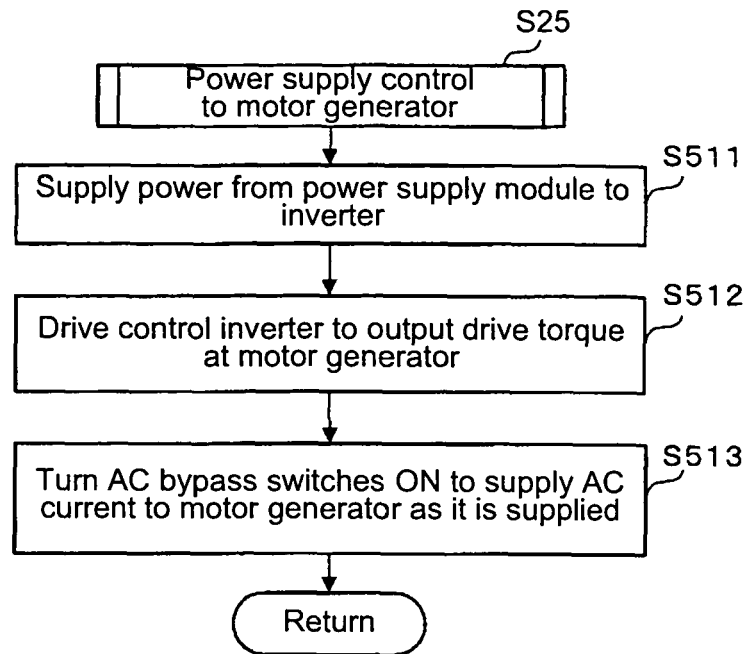 S25
Power supply control
to motor generator
S511
Supply power from power supply module to
inverter
S512
Drive control inverter to output drive torque
at motor generator
S513
Turn AC bypass switches ON to supply AC
current to motor generator as it is supplied
Return